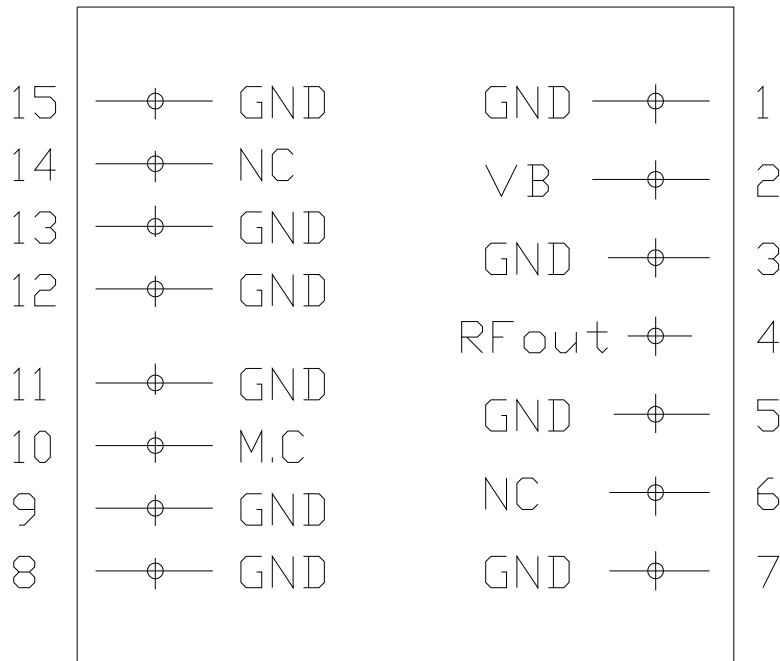 15 GND GND 1
14 NC VB 2
13 GND GND 3
12 GND RFout 4
11 GND GND 5
10 M.C NC 6
9 GND GND 7
8 GND